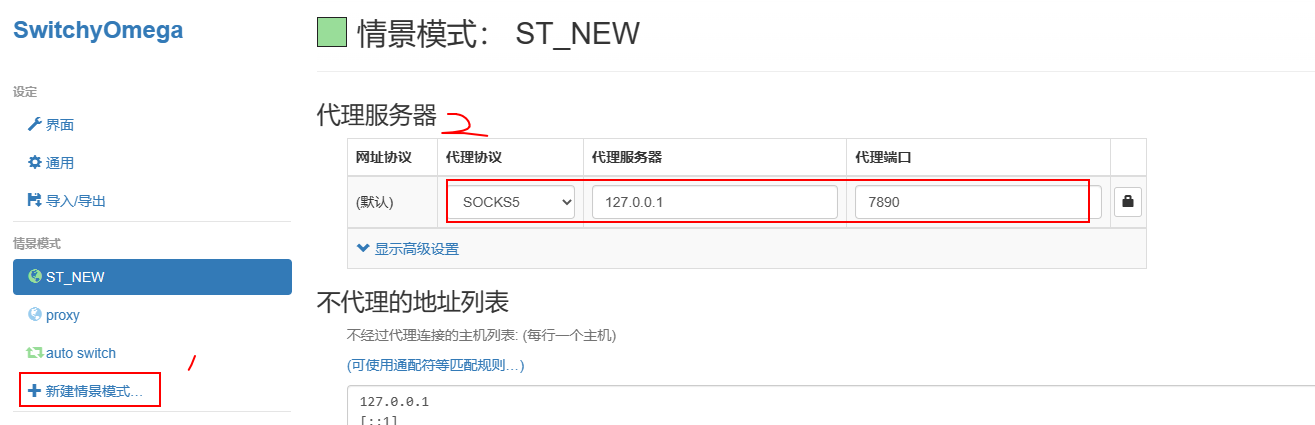 SwitchyOmega
设定
界面
通用
导入/导出
情景模式
ST_NEW
proxy
auto switch
1
新建情景模式...
情景模式： ST_NEW
代理服务器 2
网址协议 代理协议 代理服务器 代理端口
(默认) SOCKS5 127.0.0.1 7890
显示高级设置
不代理的地址列表
不经过代理连接的主机列表: (每行一个主机)
(可使用通配符等匹配规则...)
127.0.0.1
[::1]